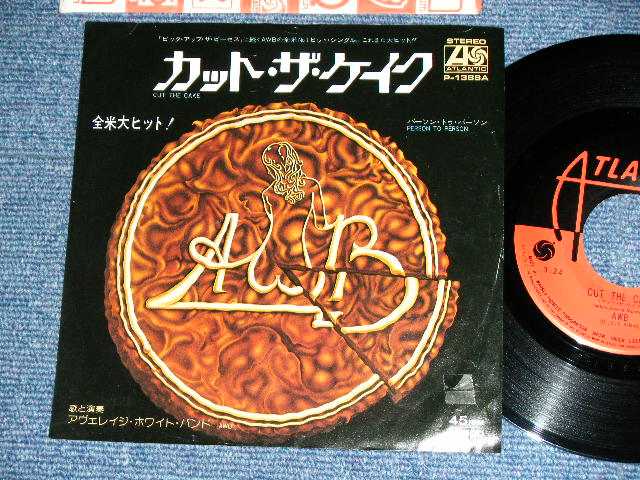 「ピック・アップ・ザ・ピーセス」に続くAWBの全米No.1ヒット・シングル、これまた大ヒット!!
STEREO
ATLANTIC
P-1388A
カット・ザ・ケイク
CUT THE CAKE
全米大ヒット!
パーソン・トゥ・パーソン
PERSON TO PERSON
AWB
歌と演奏
アヴェレイジ・ホワイト・バンド
AWB
45
ATLA
3:34
CUT THE
AWB